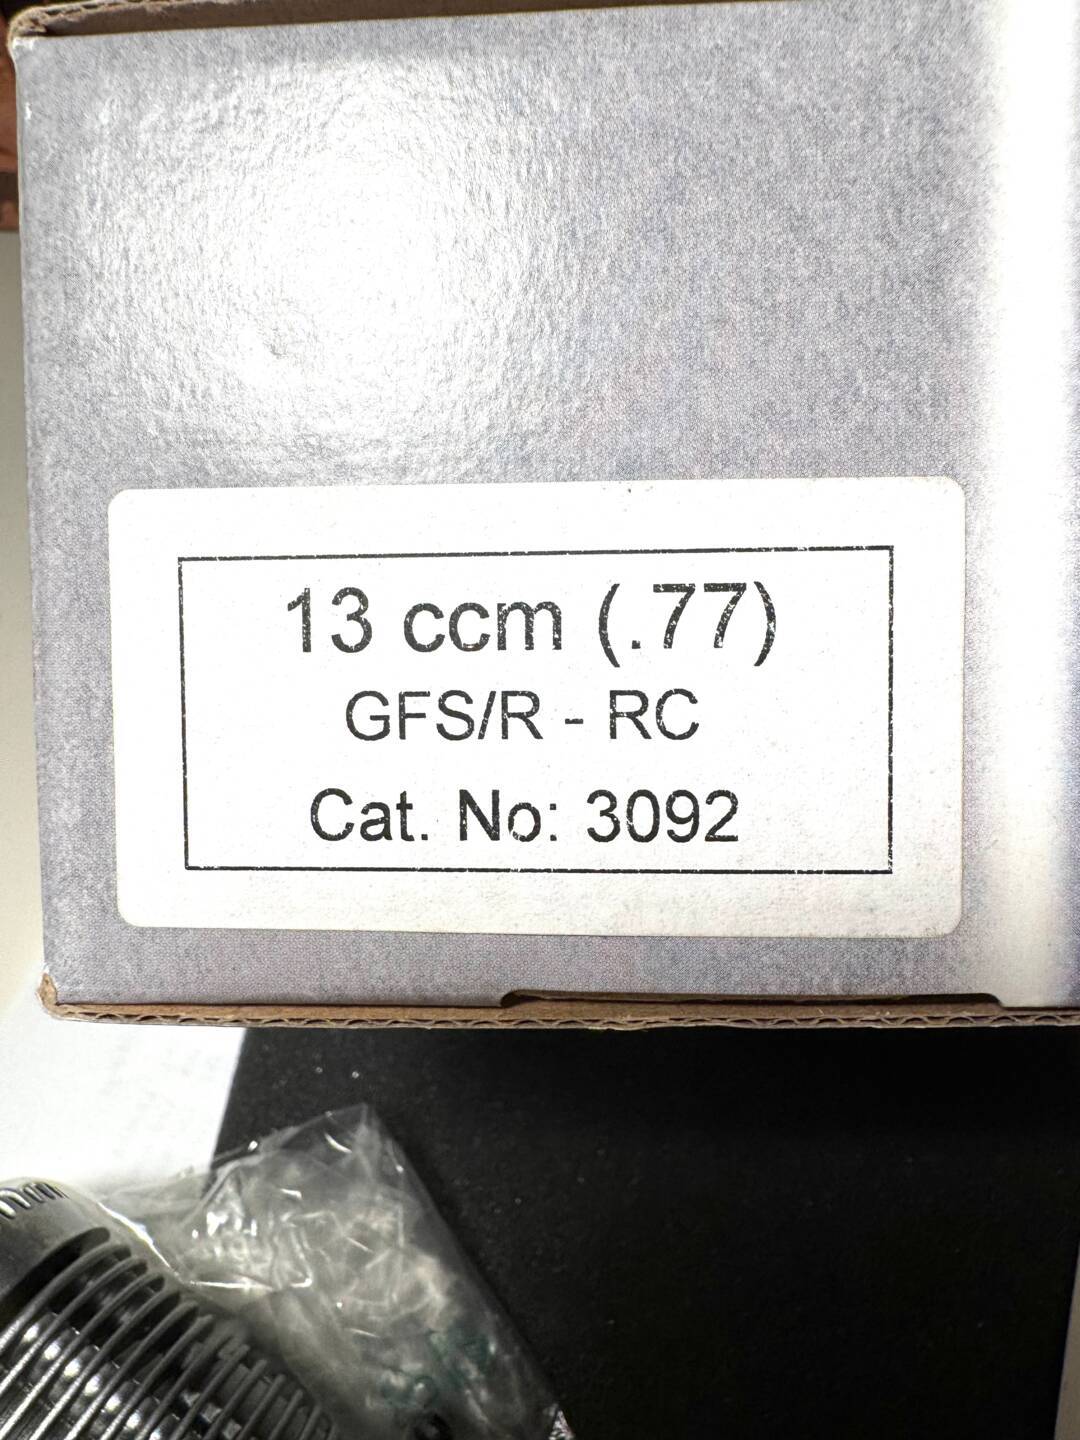 13 ccm (.77)
GFS/R - RC
Cat. No: 3092